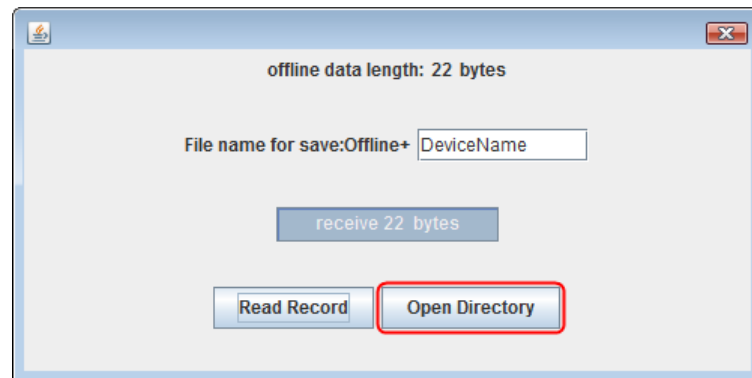 offline data length: 22 bytes
File name for save:Offline+ DeviceName
receive 22 bytes
Read Record Open Directory